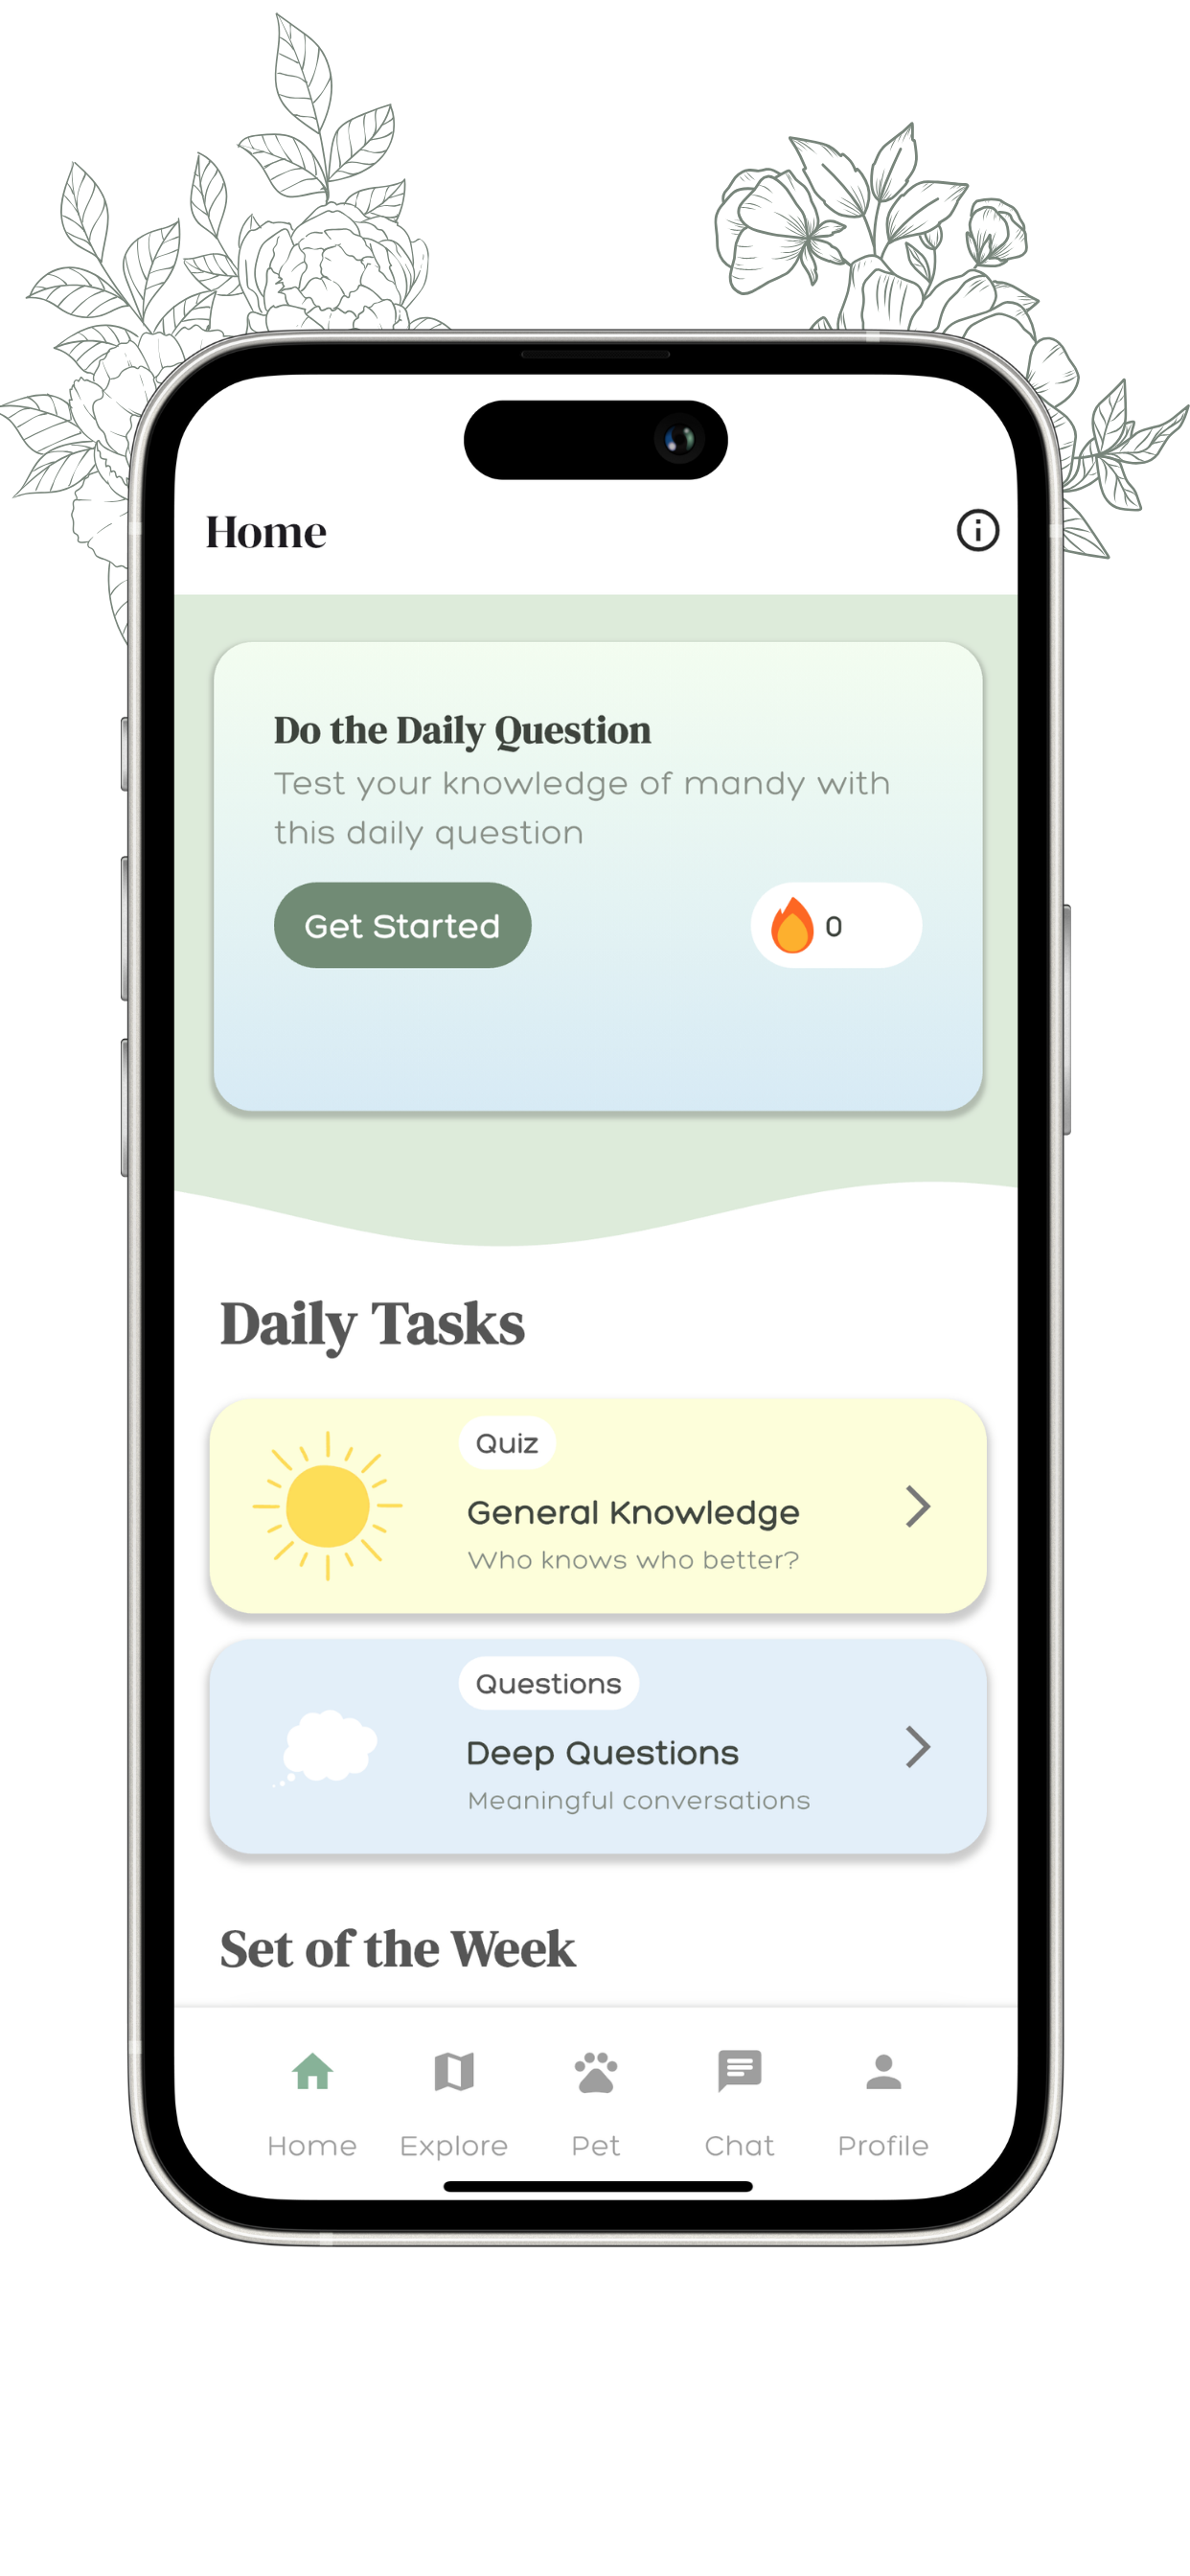 Home
Do the Daily Question
Test your knowledge of mandy with
this daily question
Get Started
0
Daily Tasks
Quiz
General Knowledge
Who knows who better?
Questions
Deep Questions
Meaningful conversations
Set of the Week
Home Explore Pet Chat Profile